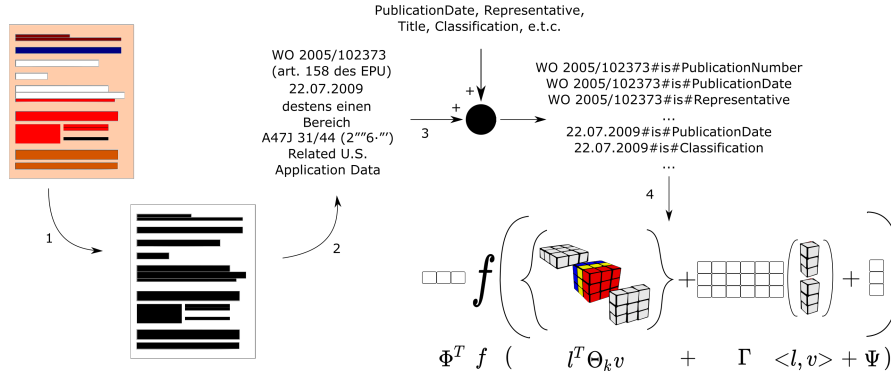 PublicationDate, Representative,
Title, Classification, e.t.c.
WO 2005/102373
(art. 158 des EPU)
22.07.2009
destens einen
Bereich
A47J 31/44 (2””6·”’)
Related U.S.
Application Data
+
+
3
WO 2005/102373#is#PublicationNumber
WO 2005/102373#is#PublicationDate
WO 2005/102373#is#Representative
...
22.07.2009#is#PublicationDate
22.07.2009#is#Classification
...
1
2
4
f ( { } + ( ) + )
Φ^T f ( l^T Θ_k v + Γ <l, v> + Ψ )